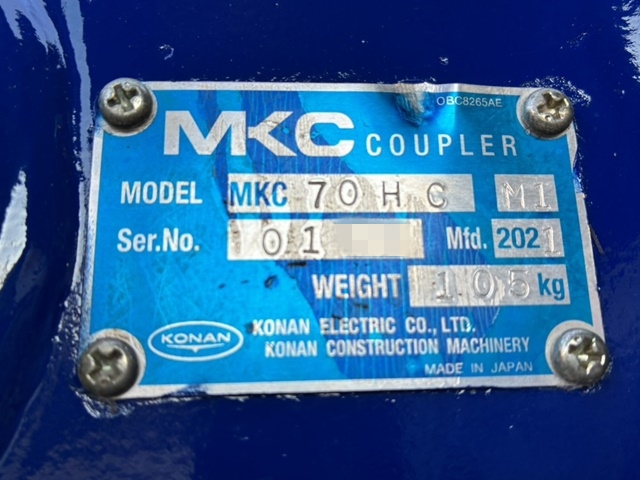 OBC8265AE
MKC COUPLER
MODEL MKC 70HC M1
Ser.No. 01 Mfd. 2021
WEIGHT 105 kg
KONAN KONAN ELECTRIC CO., LTD.
KONAN CONSTRUCTION MACHINERY
MADE IN JAPAN